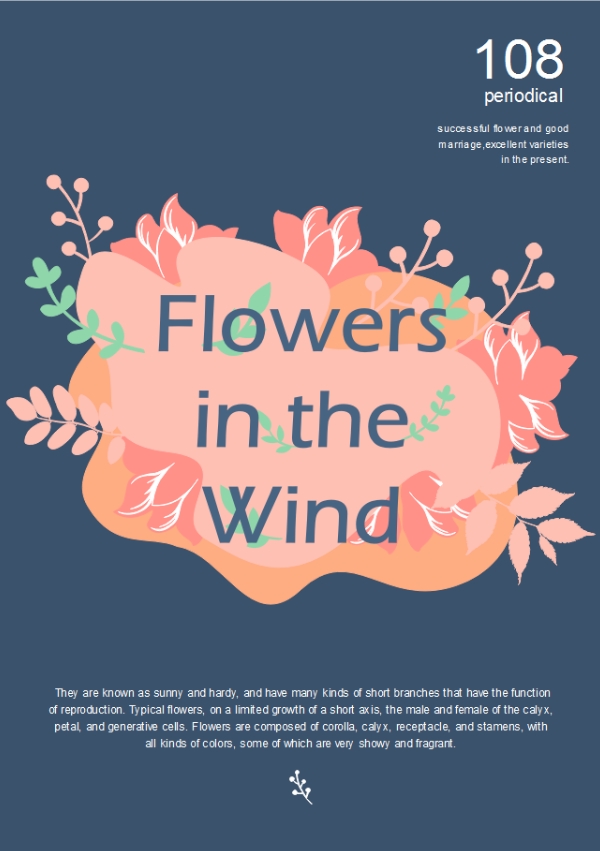 108
periodical
successful flower and good
marriage,excellent varieties
in the present.
Flowers
in the
Wind
They are known as sunny and hardy, and have many kinds of short branches that have the function
of reproduction. Typical flowers, on a limited growth of a short axis, the male and female of the calyx,
petal, and generative cells. Flowers are composed of corolla, calyx, receptacle, and stamens, with
all kinds of colors, some of which are very showy and fragrant.